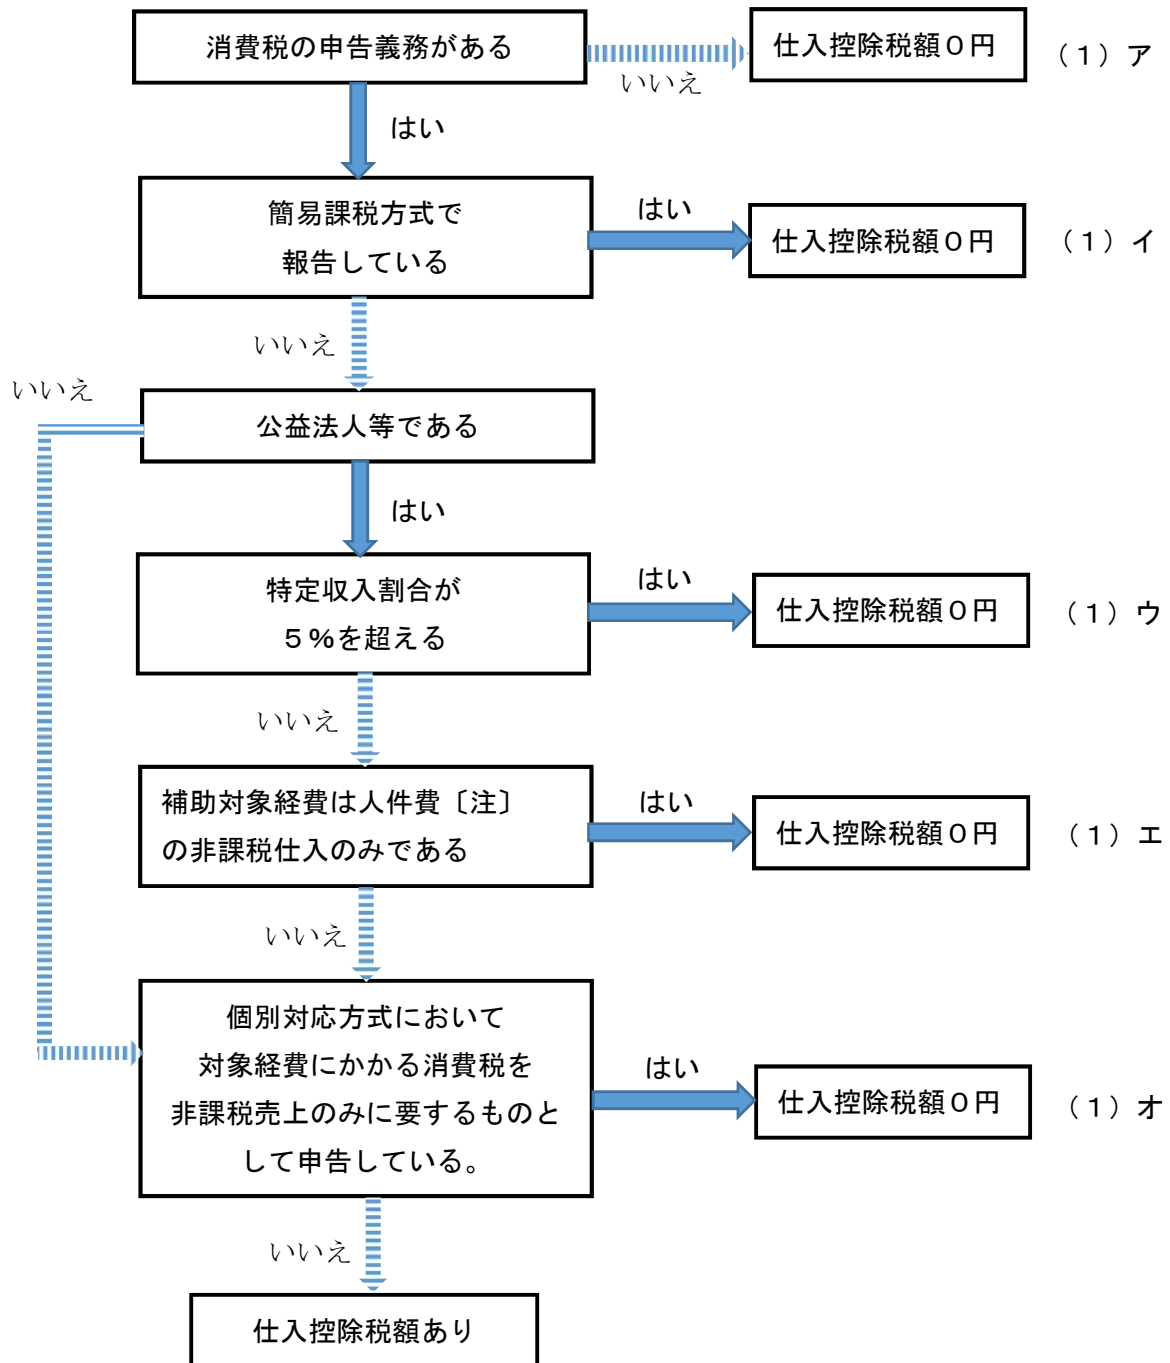 消費税の申告義務がある
いいえ
仕入控除税額０円
（１）ア
はい
簡易課税方式で
報告している
はい
仕入控除税額０円
（１）イ
いいえ
いいえ
公益法人等である
はい
特定収入割合が
５％を超える
はい
仕入控除税額０円
（１）ウ
いいえ
補助対象経費は人件費〔注〕
の非課税仕入のみである
はい
仕入控除税額０円
（１）エ
いいえ
個別対応方式において
対象経費にかかる消費税を
非課税売上のみに要するものと
して申告している。
はい
仕入控除税額０円
（１）オ
いいえ
仕入控除税額あり